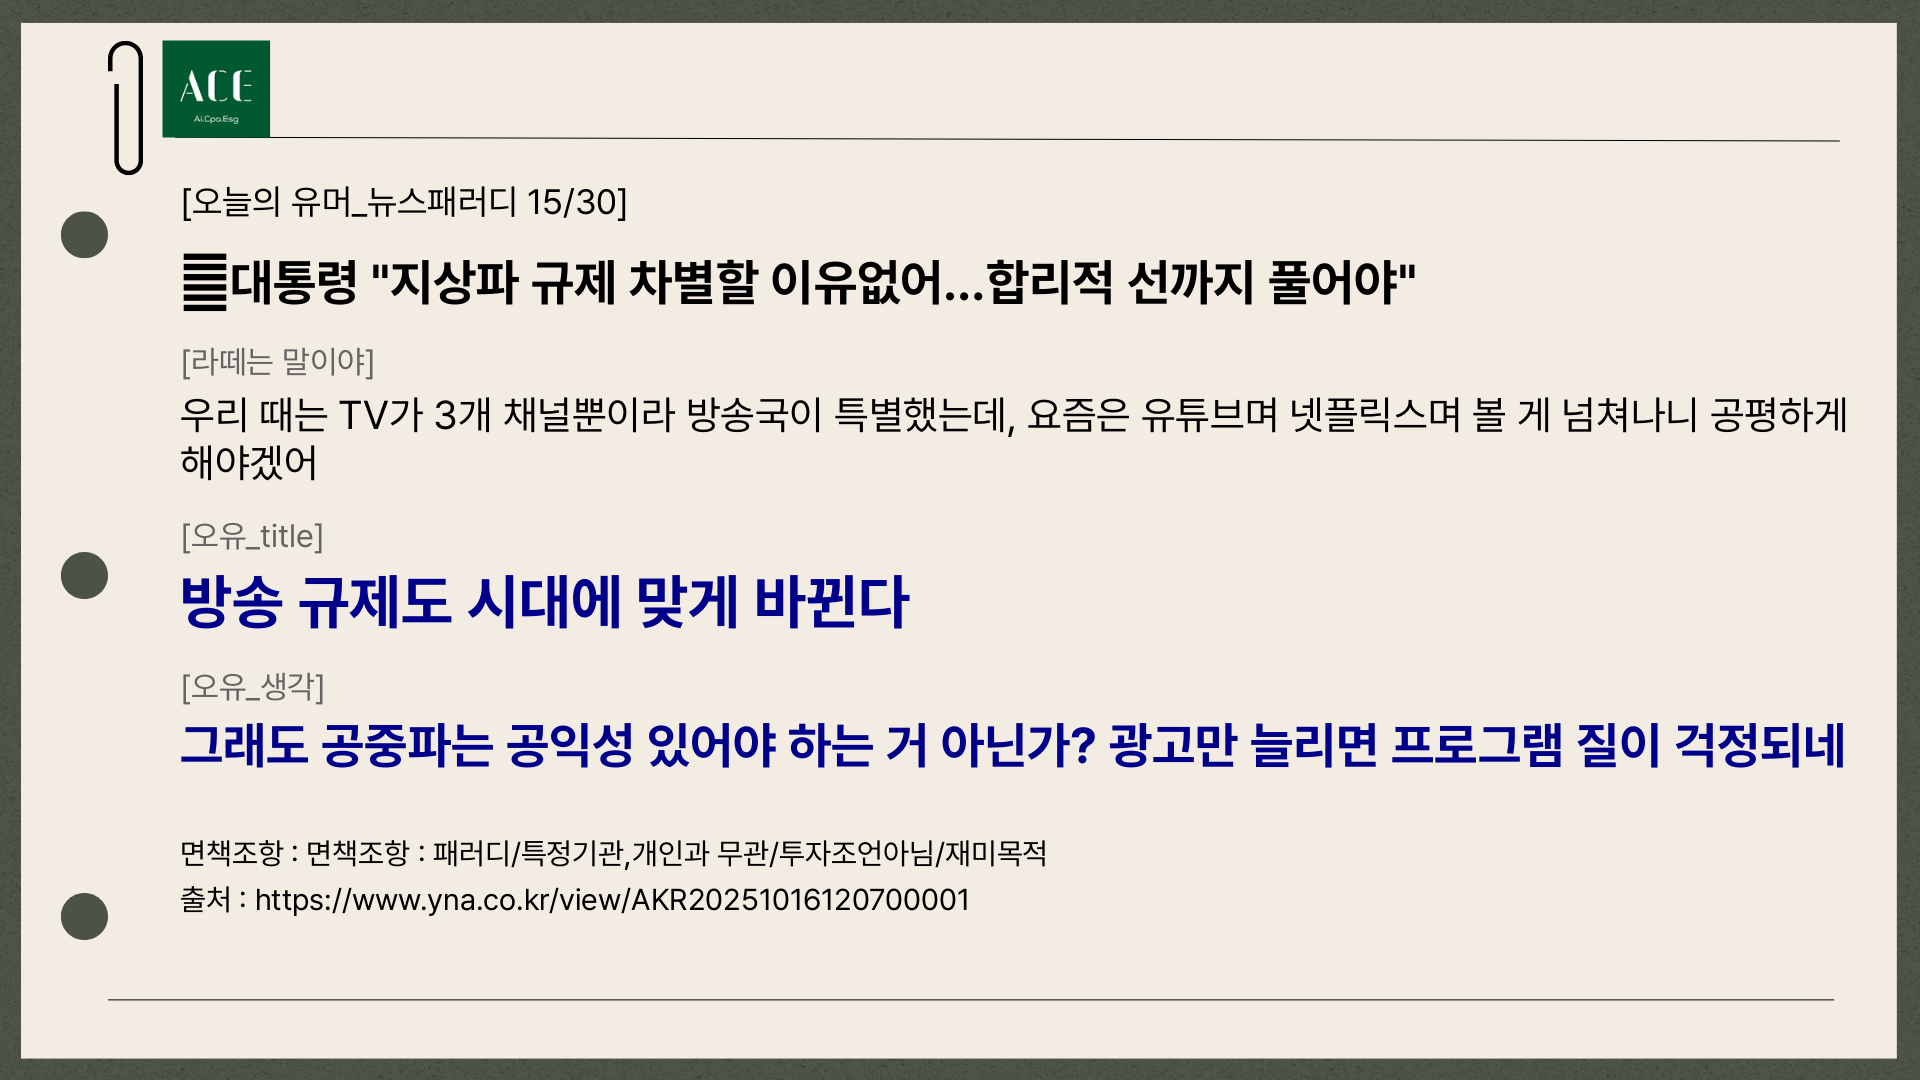 ACE
Ai.Cpa.Esg
[오늘의 유머_뉴스패러디 15/30]
대통령 "지상파 규제 차별할 이유없어...합리적 선까지 풀어야"
[라떼는 말이야]
우리 때는 TV가 3개 채널뿐이라 방송국이 특별했는데, 요즘은 유튜브며 넷플릭스며 볼 게 넘쳐나니 공평하게
해야겠어
[오유_title]
방송 규제도 시대에 맞게 바뀐다
[오유_생각]
그래도 공중파는 공익성 있어야 하는 거 아닌가? 광고만 늘리면 프로그램 질이 걱정되네
면책조항 : 면책조항 : 패러디/특정기관,개인과 무관/투자조언아님/재미목적
출처 : https://www.yna.co.kr/view/AKR20251016120700001